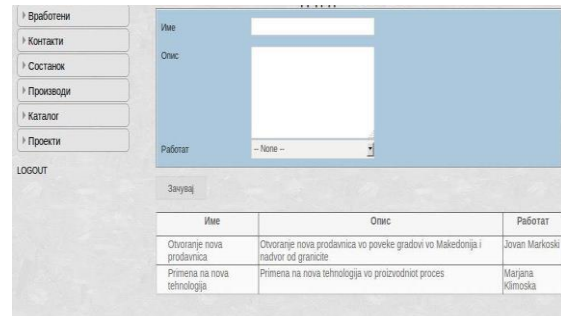 Вработени
Контакти
Состанок
Производи
Каталог
Проекти
LOGOUT
Име
Опис
Работат
-- None --
Зачувај
Име Опис Работат
Otvoranje nova Otvoranje nova prodavnica vo poveke gradovi vo Makedonija i Jovan Markoski
prodavnica nadvor od granicite
Primena na nova Primena na nova tehnologija vo proizvodniot proces Marjana
tehnologija Klimoska